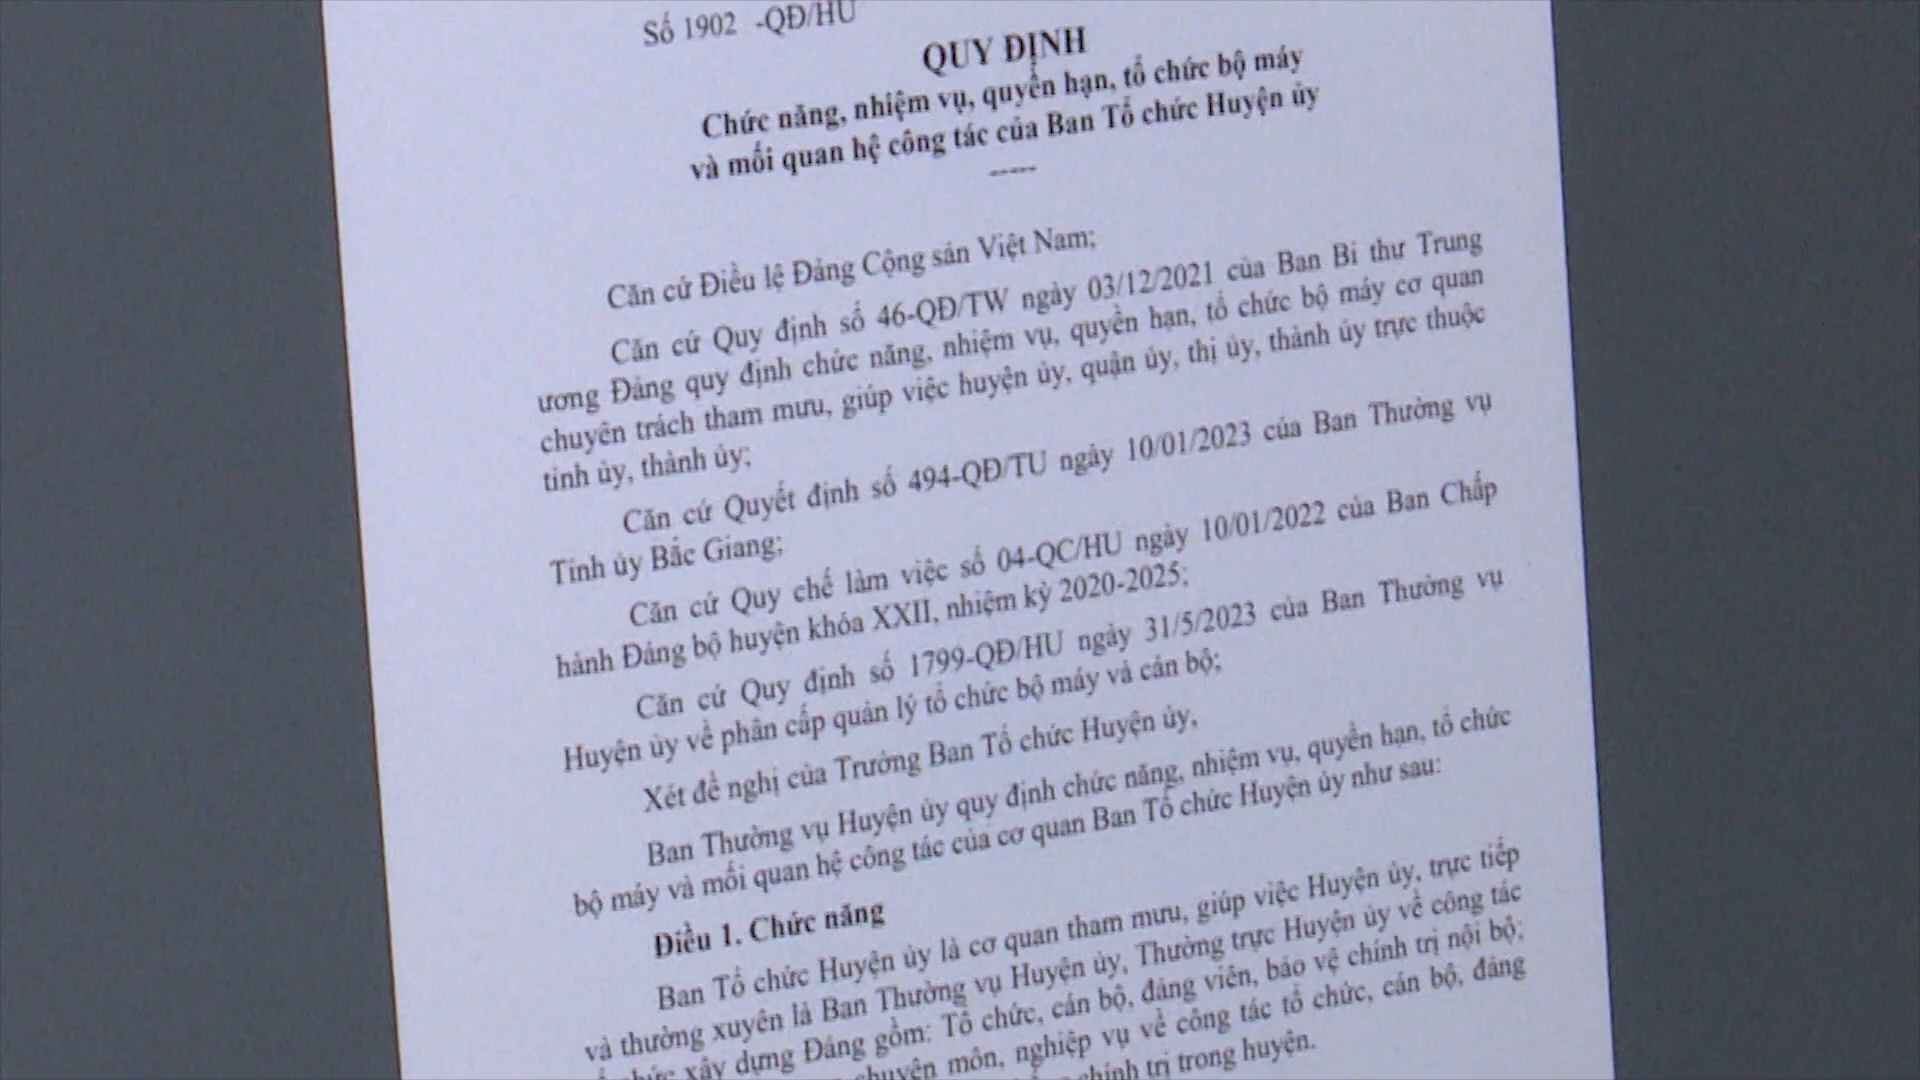 Số 1902 -QĐ/HU
QUY ĐỊNH
Chức năng, nhiệm vụ, quyền hạn, tổ chức bộ máy
và mối quan hệ công tác của Ban Tổ chức Huyện ủy
-----
Căn cứ Điều lệ Đảng Cộng sản Việt Nam;
Căn cứ Quy định số 46-QĐ/TW ngày 03/12/2021 của Ban Bí thư Trung
ương Đảng quy định chức năng, nhiệm vụ, quyền hạn, tổ chức bộ máy cơ quan
chuyên trách tham mưu, giúp việc huyện ủy, quận ủy, thị ủy, thành ủy trực thuộc
tỉnh ủy, thành ủy;
Căn cứ Quyết định số 494-QĐ/TU ngày 10/01/2023 của Ban Thường vụ
Tỉnh ủy Bắc Giang;
Căn cứ Quy chế làm việc số 04-QC/HU ngày 10/01/2022 của Ban Chấp
hành Đảng bộ huyện khóa XXII, nhiệm kỳ 2020-2025;
Căn cứ Quy định số 1799-QĐ/HU ngày 31/5/2023 của Ban Thường vụ
Huyện ủy về phân cấp quản lý tổ chức bộ máy và cán bộ;
Xét đề nghị của Trưởng Ban Tổ chức Huyện ủy,
Ban Thường vụ Huyện ủy quy định chức năng, nhiệm vụ, quyền hạn, tổ chức
bộ máy và mối quan hệ công tác của cơ quan Ban Tổ chức Huyện ủy như sau:
Điều 1. Chức năng
Ban Tổ chức Huyện ủy là cơ quan tham mưu, giúp việc Huyện ủy, trực tiếp
và thường xuyên là Ban Thường vụ Huyện ủy, Thường trực Huyện ủy về công tác
xây dựng Đảng gồm: Tổ chức, cán bộ, đảng viên, bảo vệ chính trị nội bộ;
chuyên môn, nghiệp vụ về công tác tổ chức, cán bộ, đảng
chính trị trong huyện.